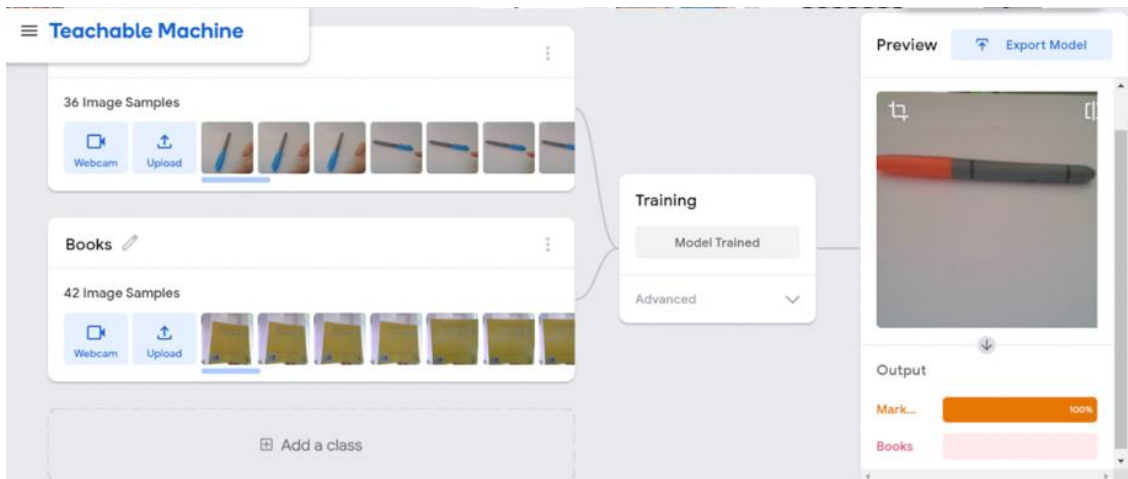 Teachable Machine
36 Image Samples
Webcam
Upload
Books
42 Image Samples
Webcam
Upload
Add a class
Training
Model Trained
Advanced
Preview
Export Model
Output
Mark...
100%
Books